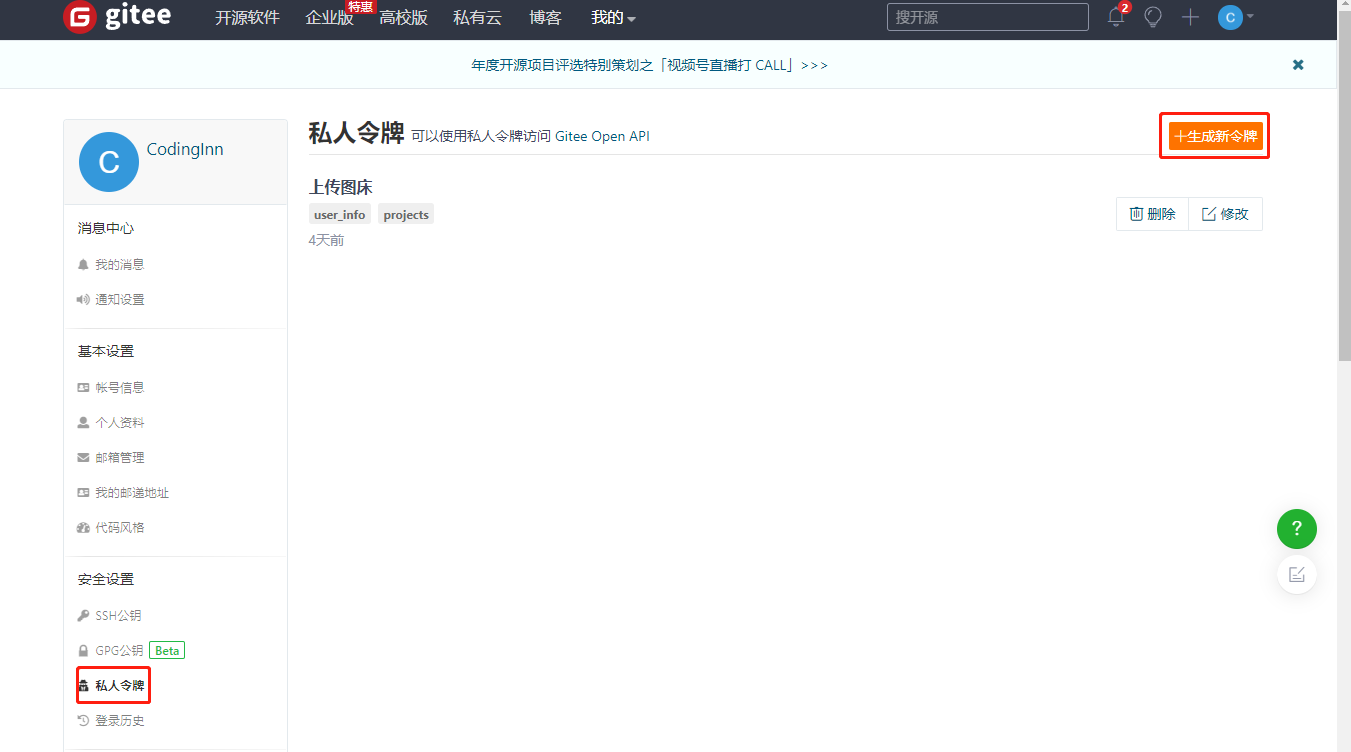 gitee 开源软件 企业版 特惠 高校版 私有云 博客 我的 搜开源 2 C
年度开源项目评选特别策划之「视频号直播打 CALL」>>>
C CodingInn
消息中心
我的消息
通知设置
基本设置
帐号信息
个人资料
邮箱管理
我的邮递地址
代码风格
安全设置
SSH公钥
GPG公钥 Beta
私人令牌
登录历史
私人令牌 可以使用私人令牌访问 Gitee Open API
+生成新令牌
上传图床
user_info projects
4天前
删除 修改
?